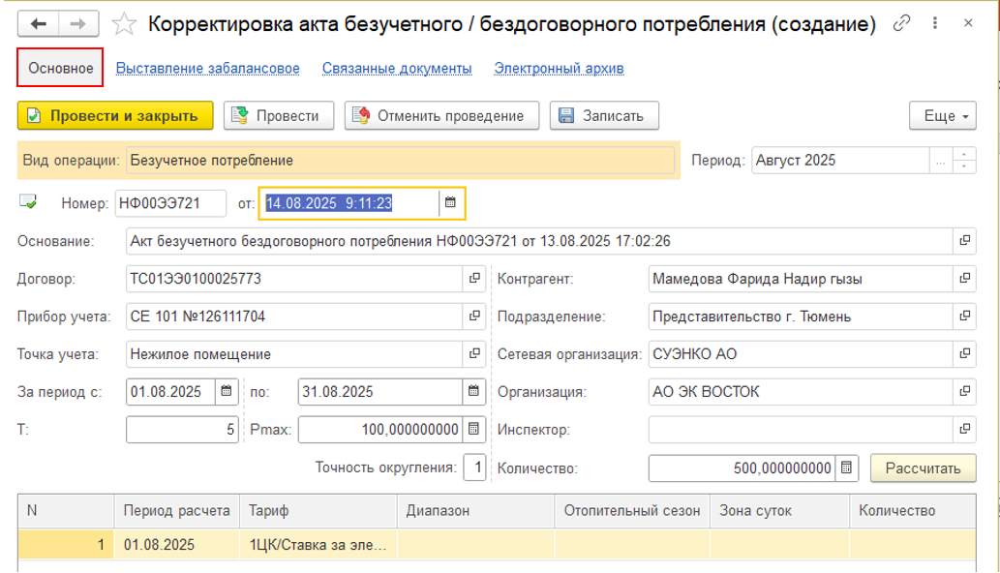 Корректировка акта безучетного / бездоговорного потребления (создание)
Основное Выставление забалансовое Связанные документы Электронный архив
Провести и закрыть Провести Отменить проведение Записать Еще
Вид операции: Безучетное потребление Период: Август 2025 ...
Номер: НФ00ЭЭ721 от: 14.08.2025 9:11:23
Основание: Акт безучетного бездоговорного потребления НФ00ЭЭ721 от 13.08.2025 17:02:26
Договор: ТС01ЭЭ0100025773 Контрагент: Мамедова Фарида Надир гызы
Прибор учета: СЕ 101 №126111704 Подразделение: Представительство г. Тюмень
Точка учета: Нежилое помещение Сетевая организация: СУЭНКО АО
За период с: 01.08.2025 по: 31.08.2025 Организация: АО ЭК ВОСТОК
Т: 5 Pmax: 100,000000000 Инспектор:
Точность округления: 1 Количество: 500,000000000 Рассчитать
N Период расчета Тариф Диапазон Отопительный сезон Зона суток Количество
1 01.08.2025 1ЦК/Ставка за эле...